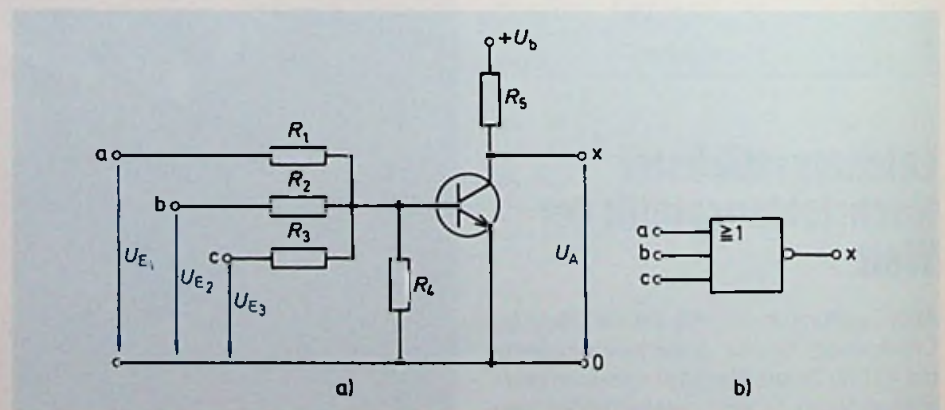 +U_b
R_5
R_1
a
x
R_2
b
R_3
c
U_E1
U_E2
U_E3
R_4
U_A
0
a)
≧1
a
b
c
x
b)